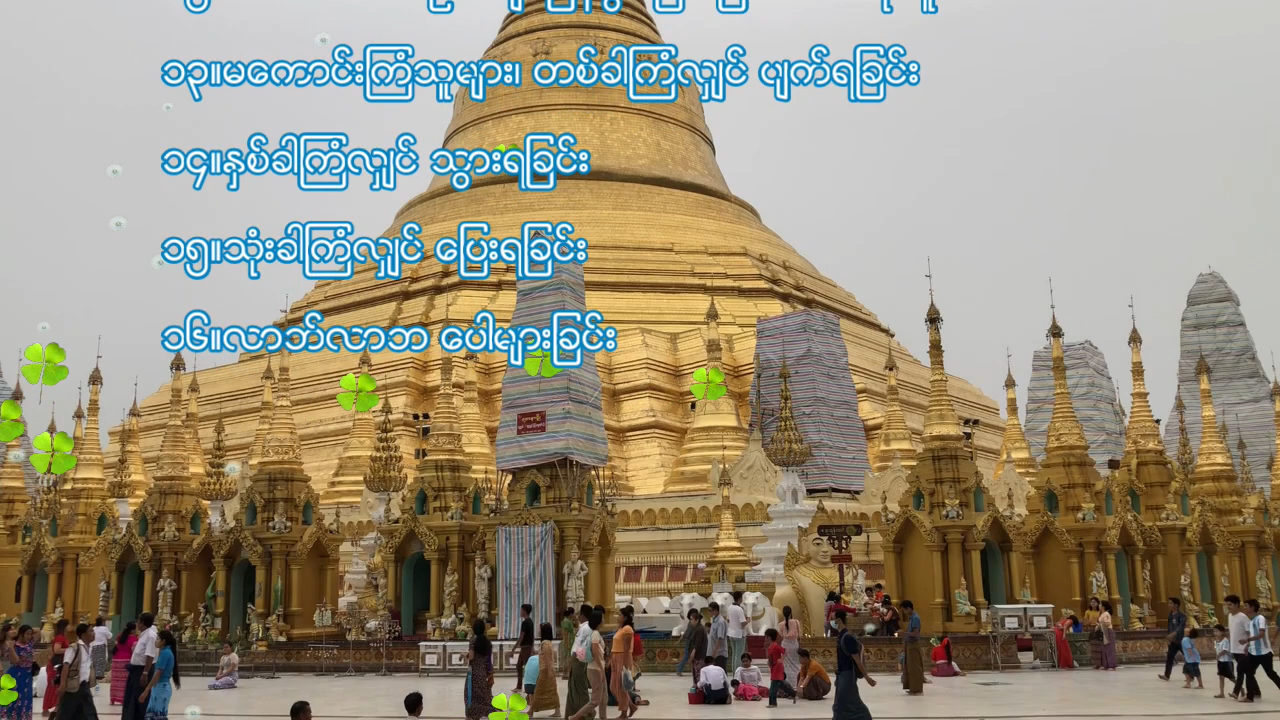 ၁၃။မကောင်းကြံသူများ၊ တစ်ခါကြံလျှင် ပျက်ရခြင်း
၁၄။နှစ်ခါကြံလျှင် သွားရခြင်း
၁၅။သုံးခါကြံလျှင် ပြေးရခြင်း
၁၆။လာဘ်လာဘ ပေါများခြင်း